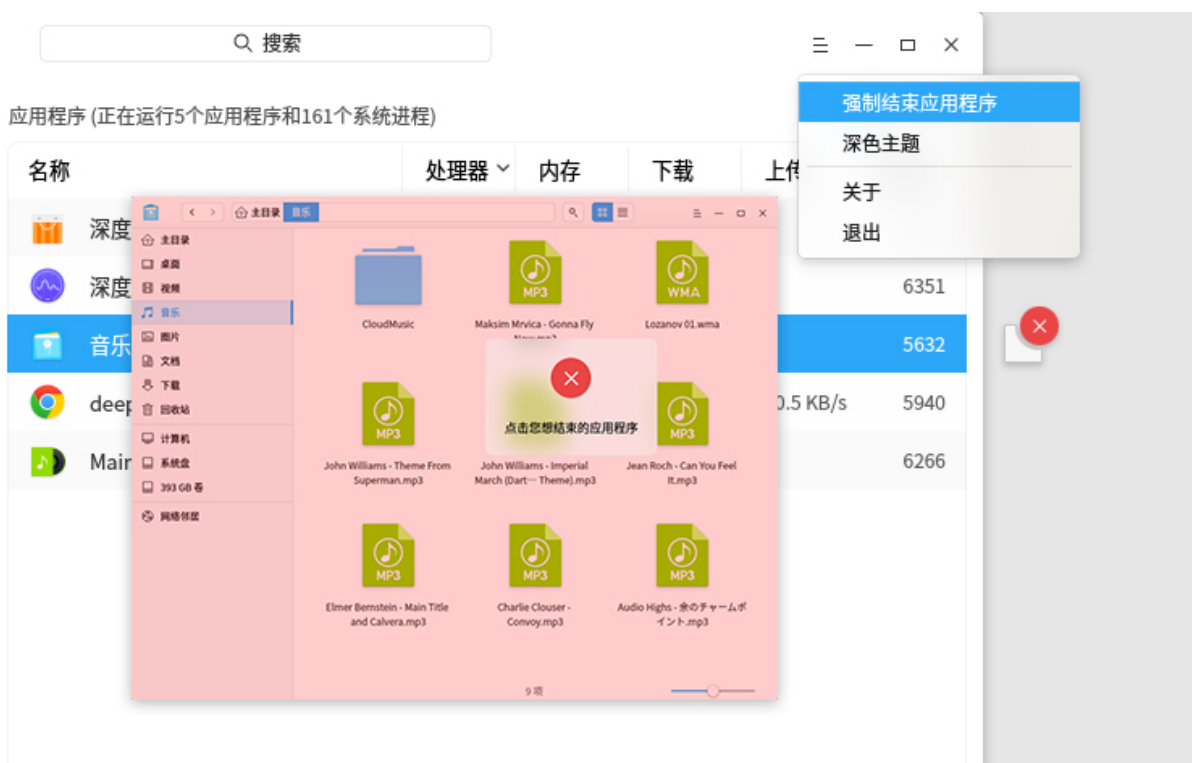 搜索
强制结束应用程序
深色主题
关于
退出
应用程序 (正在运行5个应用程序和161个系统进程)
名称
处理器
内存
下载
上传
深度
深度
6351
音乐
5632
deep
0.5 KB/s
5940
6266
主目录
音乐
主目录
桌面
视频
音乐
图片
文档
下载
回收站
计算机
系统盘
393 GB 卷
网络邻居
CloudMusic
MP3
Maksim Mrvica - Gonna Fly
WMA
Lozanov 01.wma
点击您想结束的应用程序
MP3
John Williams - Theme From
Superman.mp3
John Williams - Imperial
March (Dart··· Theme).mp3
MP3
Jean Roch - Can You Feel
It.mp3
MP3
Elmer Bernstein - Main Title
and Calvera.mp3
MP3
Charlie Clouser -
Convoy.mp3
MP3
Audio Highs - 余のチャームポ
イント.mp3
9 项